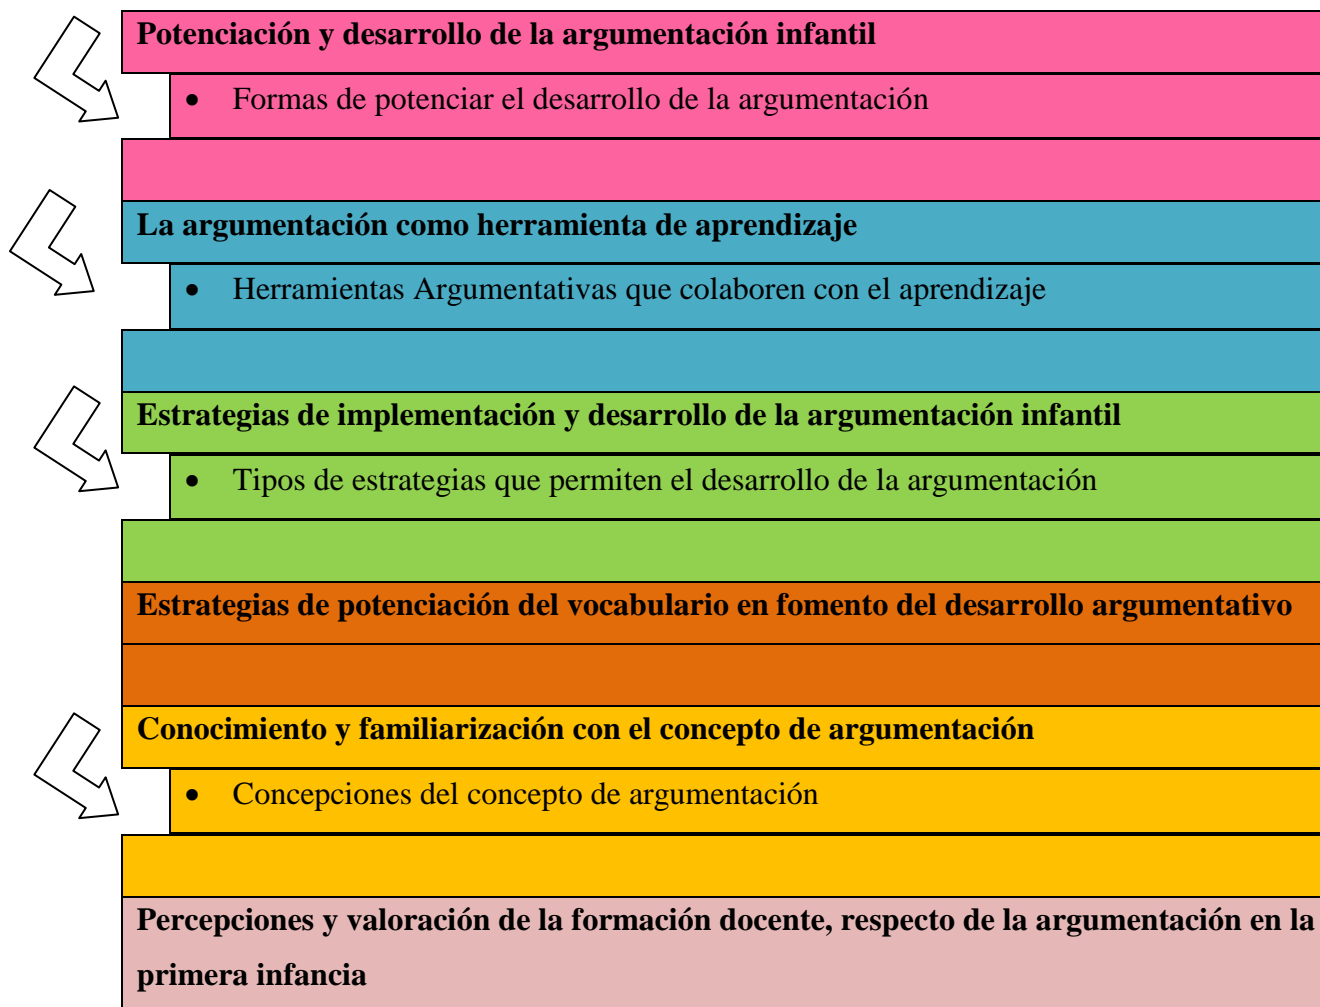 Potenciación y desarrollo de la argumentación infantil
• Formas de potenciar el desarrollo de la argumentación
La argumentación como herramienta de aprendizaje
• Herramientas Argumentativas que colaboren con el aprendizaje
Estrategias de implementación y desarrollo de la argumentación infantil
• Tipos de estrategias que permiten el desarrollo de la argumentación
Estrategias de potenciación del vocabulario en fomento del desarrollo argumentativo
Conocimiento y familiarización con el concepto de argumentación
• Concepciones del concepto de argumentación
Percepciones y valoración de la formación docente, respecto de la argumentación en la
primera infancia